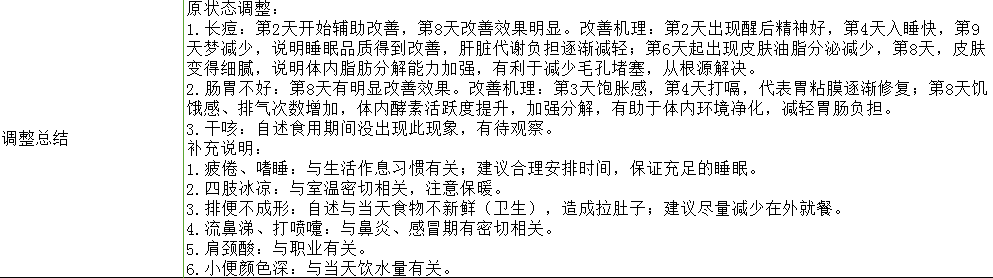 调整总结
原状态调整：
1.长痘：第2天开始辅助改善，第8天改善效果明显。改善机理：第2天出现醒后精神好，第4天入睡快，第9
天梦减少，说明睡眠品质得到改善，肝脏代谢负担逐渐减轻；第6天起出现皮肤油脂分泌减少，第8天，皮肤
变得细腻，说明体内脂肪分解能力加强，有利于减少毛孔堵塞，从根源解决。
2.肠胃不好：第8天有明显改善效果。改善机理：第3天饱胀感，第4天打嗝，代表胃粘膜逐渐修复；第8天饥
饿感、排气次数增加，体内酵素活跃度提升，加强分解，有助于体内环境净化，减轻胃肠负担。
3.干咳：自述食用期间没出现此现象，有待观察。
补充说明：
1.疲倦、嗜睡：与生活作息习惯有关；建议合理安排时间，保证充足的睡眠。
2.四肢冰凉：与室温密切相关，注意保暖。
3.排便不成形：自述与当天食物不新鲜（卫生），造成拉肚子；建议尽量减少在外就餐。
4.流鼻涕、打喷嚏：与鼻炎、感冒期有密切相关。
5.肩颈酸：与职业有关。
6.小便颜色深：与当天饮水量有关。